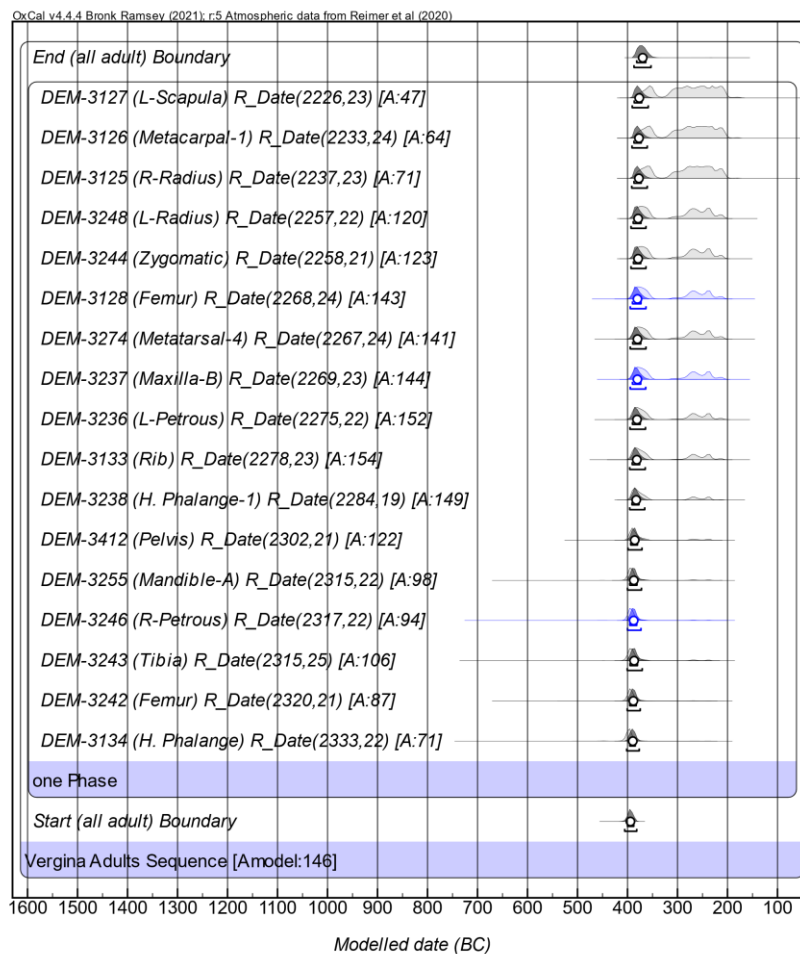 OxCal v4.4.4 Bronk Ramsey (2021); r:5 Atmospheric data from Reimer et al (2020)
End (all adult) Boundary
DEM-3127 (L-Scapula) R_Date(2226,23) [A:47]
DEM-3126 (Metacarpal-1) R_Date(2233,24) [A:64]
DEM-3125 (R-Radius) R_Date(2237,23) [A:71]
DEM-3248 (L-Radius) R_Date(2257,22) [A:120]
DEM-3244 (Zygomatic) R_Date(2258,21) [A:123]
DEM-3128 (Femur) R_Date(2268,24) [A:143]
DEM-3274 (Metatarsal-4) R_Date(2267,24) [A:141]
DEM-3237 (Maxilla-B) R_Date(2269,23) [A:144]
DEM-3236 (L-Petrous) R_Date(2275,22) [A:152]
DEM-3133 (Rib) R_Date(2278,23) [A:154]
DEM-3238 (H. Phalange-1) R_Date(2284,19) [A:149]
DEM-3412 (Pelvis) R_Date(2302,21) [A:122]
DEM-3255 (Mandible-A) R_Date(2315,22) [A:98]
DEM-3246 (R-Petrous) R_Date(2317,22) [A:94]
DEM-3243 (Tibia) R_Date(2315,25) [A:106]
DEM-3242 (Femur) R_Date(2320,21) [A:87]
DEM-3134 (H. Phalange) R_Date(2333,22) [A:71]
one Phase
Start (all adult) Boundary
Vergina Adults Sequence [Amodel:146]
1600 1500 1400 1300 1200 1100 1000 900 800 700 600 500 400 300 200 100
Modelled date (BC)